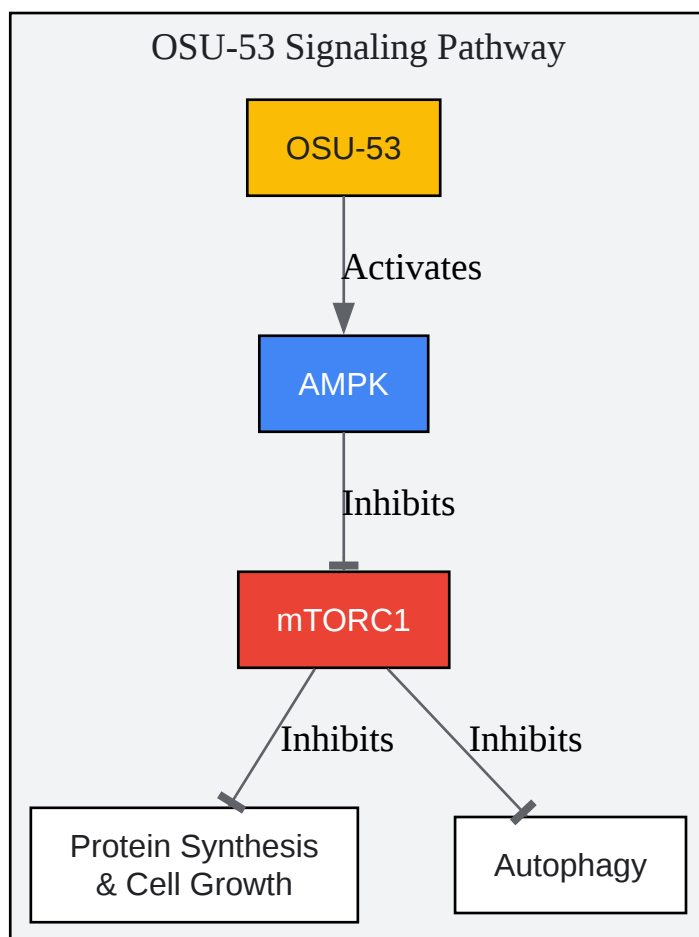 OSU-53 Signaling Pathway
OSU-53
Activates
AMPK
Inhibits
mTORC1
Inhibits
Inhibits
Protein Synthesis
& Cell Growth
Autophagy